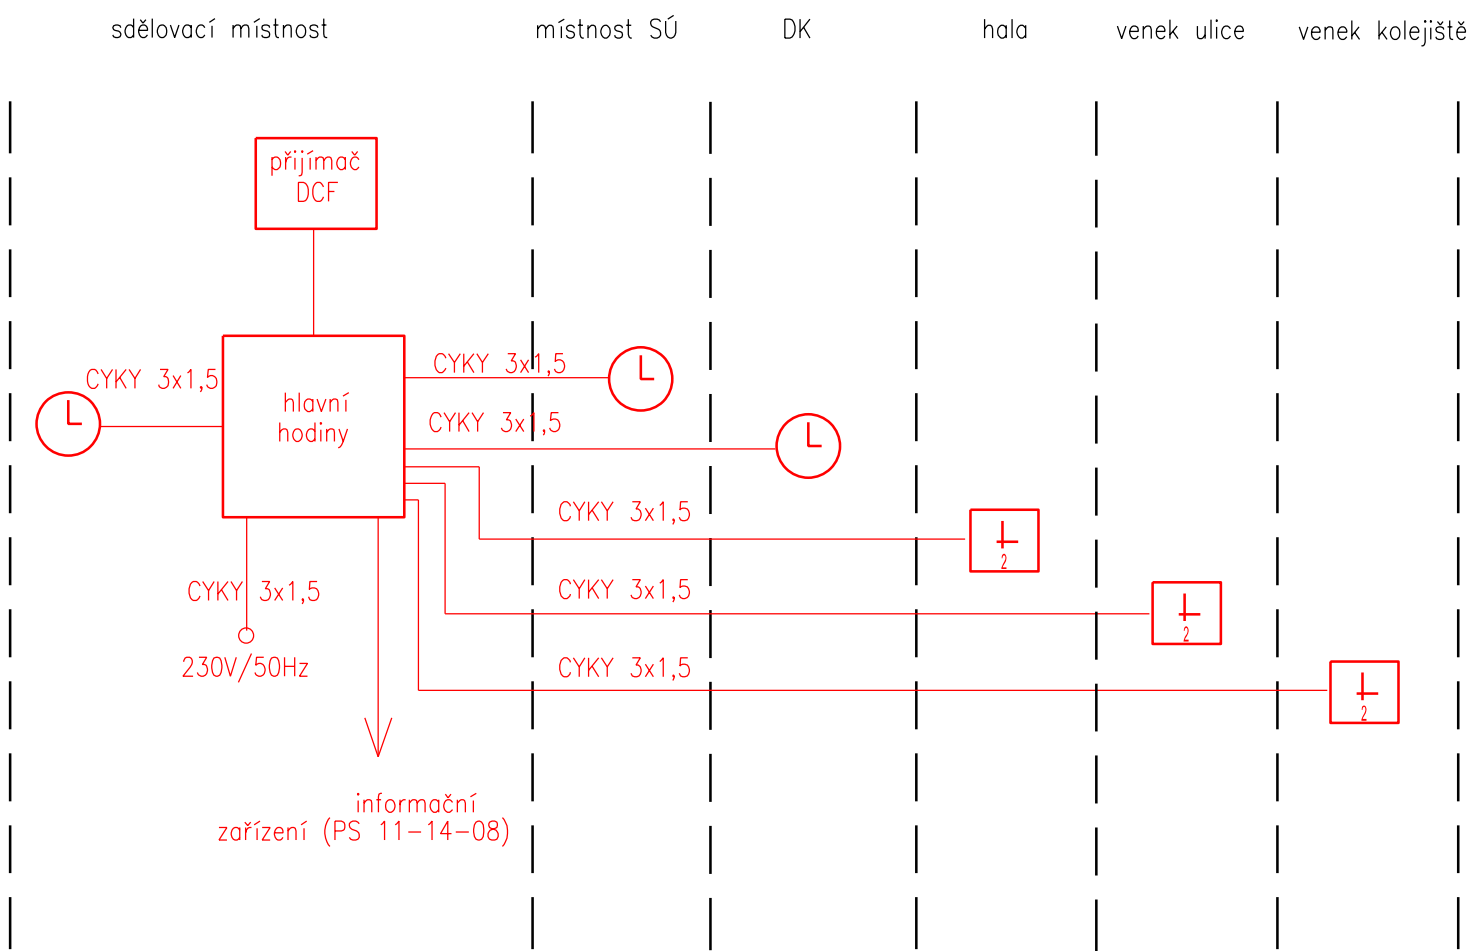 sdělovací místnost
místnost SÚ
DK
hala
venek ulice
venek kolejiště
přijímač
DCF
CYKY 3x1,5
CYKY 3x1,5
hlavní
hodiny
CYKY 3x1,5
CYKY 3x1,5
2
CYKY 3x1,5
CYKY 3x1,5
2
230V/50Hz
CYKY 3x1,5
2
informační
zařízení (PS 11-14-08)